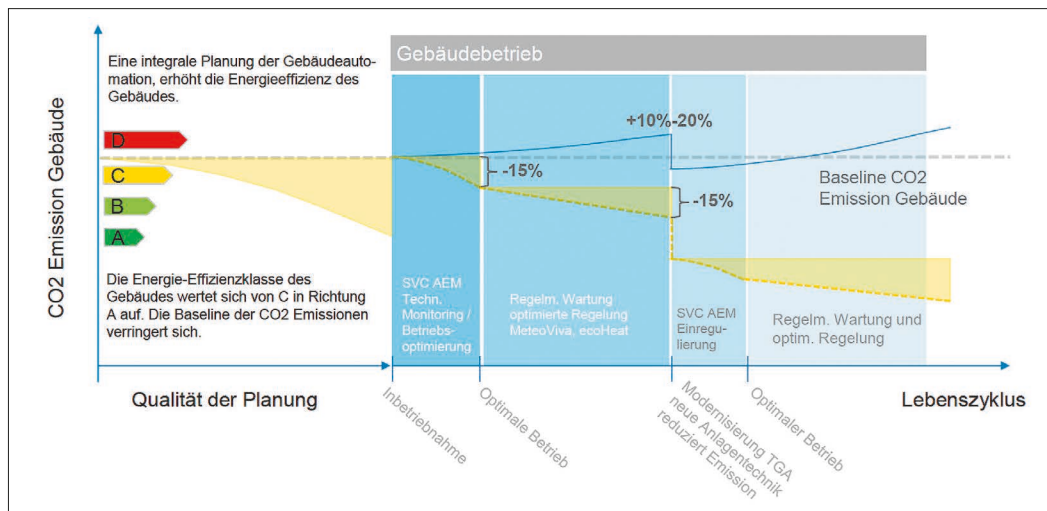 Gebäudebetrieb
Eine integrale Planung der Gebäudeauto-
mation, erhöht die Energieeffizienz des
Gebäudes.
CO2 Emission Gebäude
D
C
B
A
+10%-20%
-15%
-15%
Baseline CO2
Emission Gebäude
Die Energie-Effizienzklasse des
Gebäudes wertet sich von C in Richtung
A auf. Die Baseline der CO2 Emissionen
verringert sich.
SVC AEM
Techn.
Monitoring /
Betriebs-
optimierung
Regelm. Wartung
optimierte Regelung
MeteoViva, ecoHeat
SVC AEM
Einregu-
lierung
Regelm. Wartung und
optim. Regelung
Qualität der Planung
Lebenszyklus
Inbetriebnahme
Optimale Betrieb
Modernisierung TGA
neue Anlagentechnik
reduziert Emission
Optimaler Betrieb